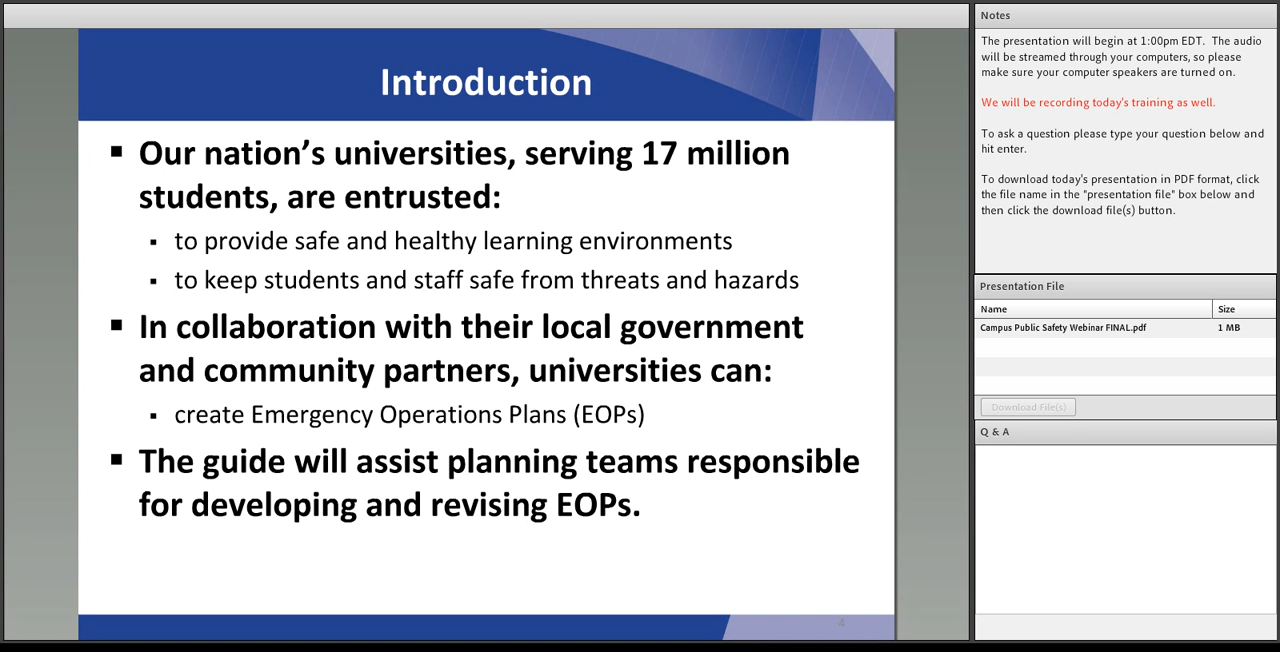 Introduction
▪ Our nation's universities, serving 17 million
students, are entrusted:
▪ to provide safe and healthy learning environments
▪ to keep students and staff safe from threats and hazards
▪ In collaboration with their local government
and community partners, universities can:
▪ create Emergency Operations Plans (EOPs)
▪ The guide will assist planning teams responsible
for developing and revising EOPs.
4
Notes
The presentation will begin at 1:00pm EDT.  The audio
will be streamed through your computers, so please
make sure your computer speakers are turned on.
We will be recording today's training as well.
To ask a question please type your question below and
hit enter.
To download today's presentation in PDF format, click
the file name in the "presentation file" box below and
then click the download file(s) button.
Presentation File
Name Size
Campus Public Safety Webinar FINAL.pdf 1 MB
Download File(s)
Q & A